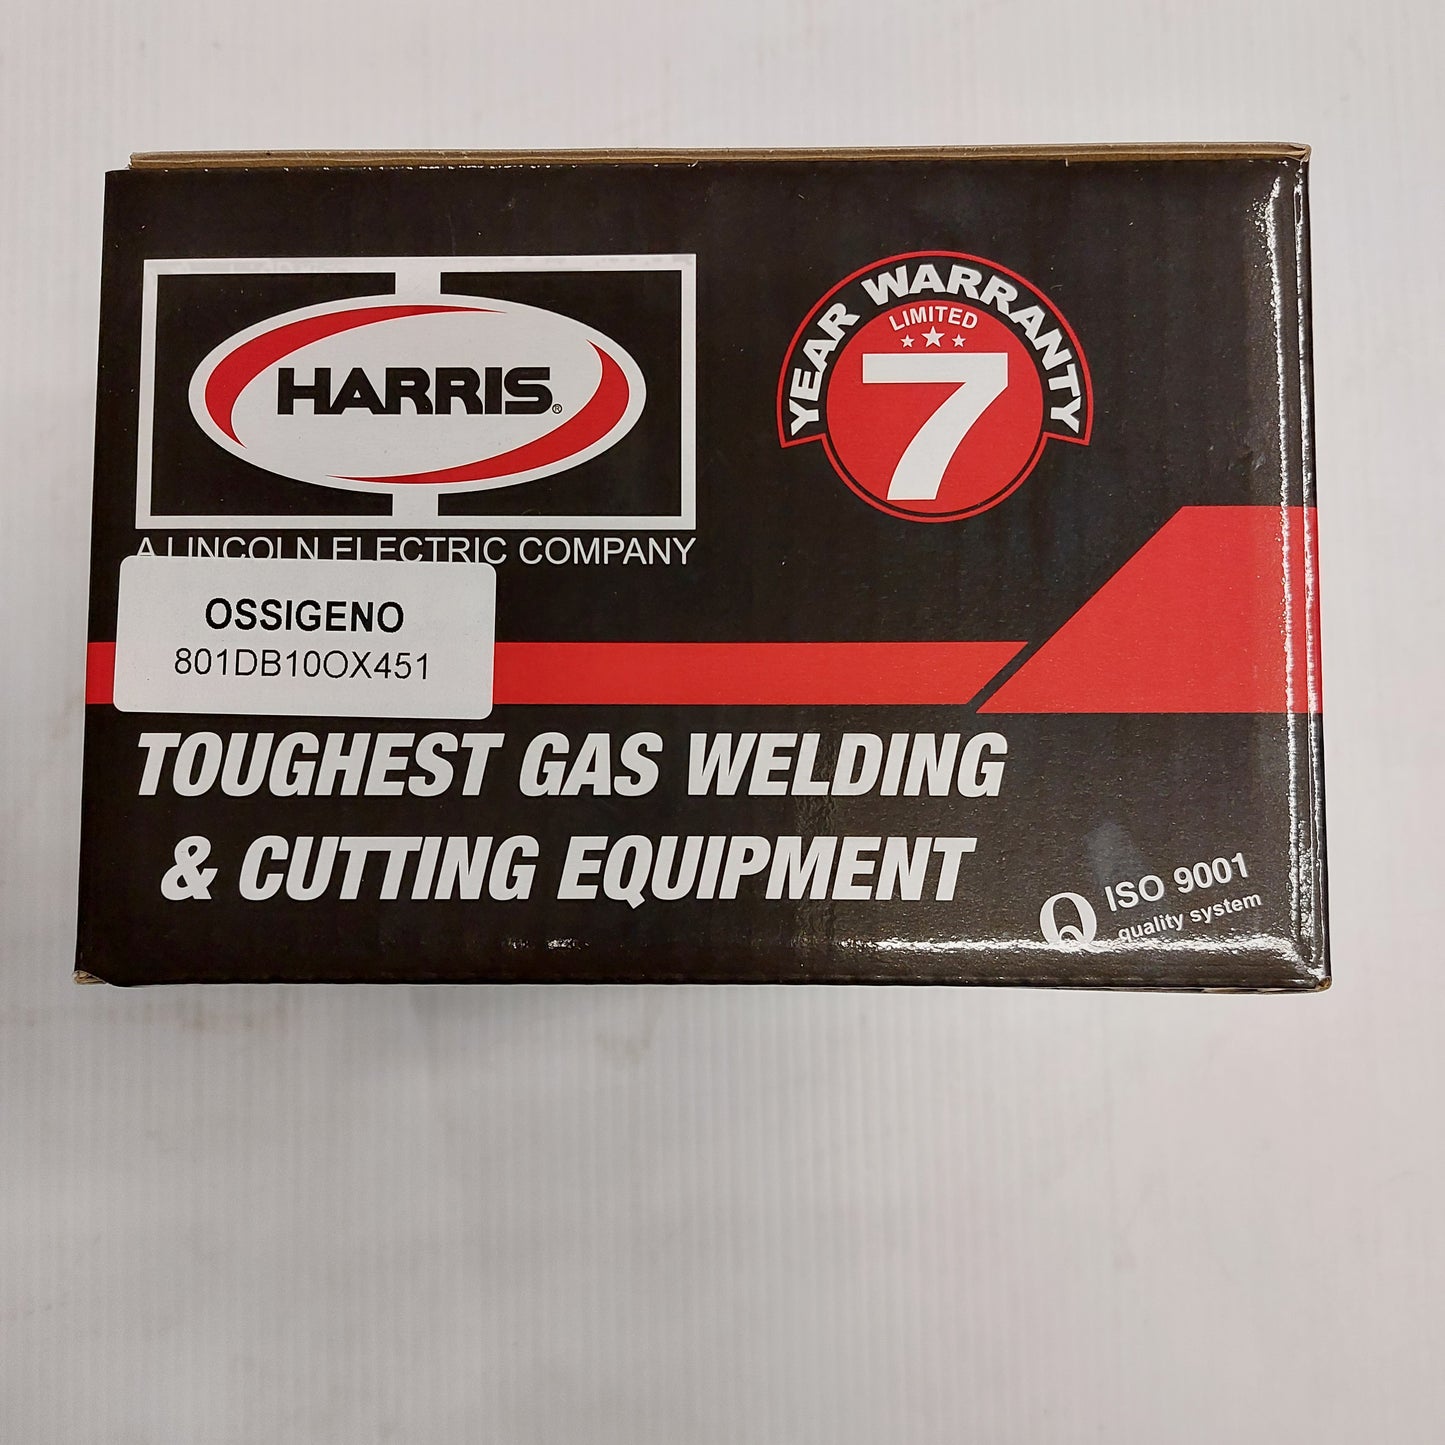 HARRIS®
A LINCOLN ELECTRIC COMPANY
YEAR WARRANTY
LIMITED
7
OSSIGENO
801DB10OX451
TOUGHEST GAS WELDING
& CUTTING EQUIPMENT
Q ISO 9001
quality system